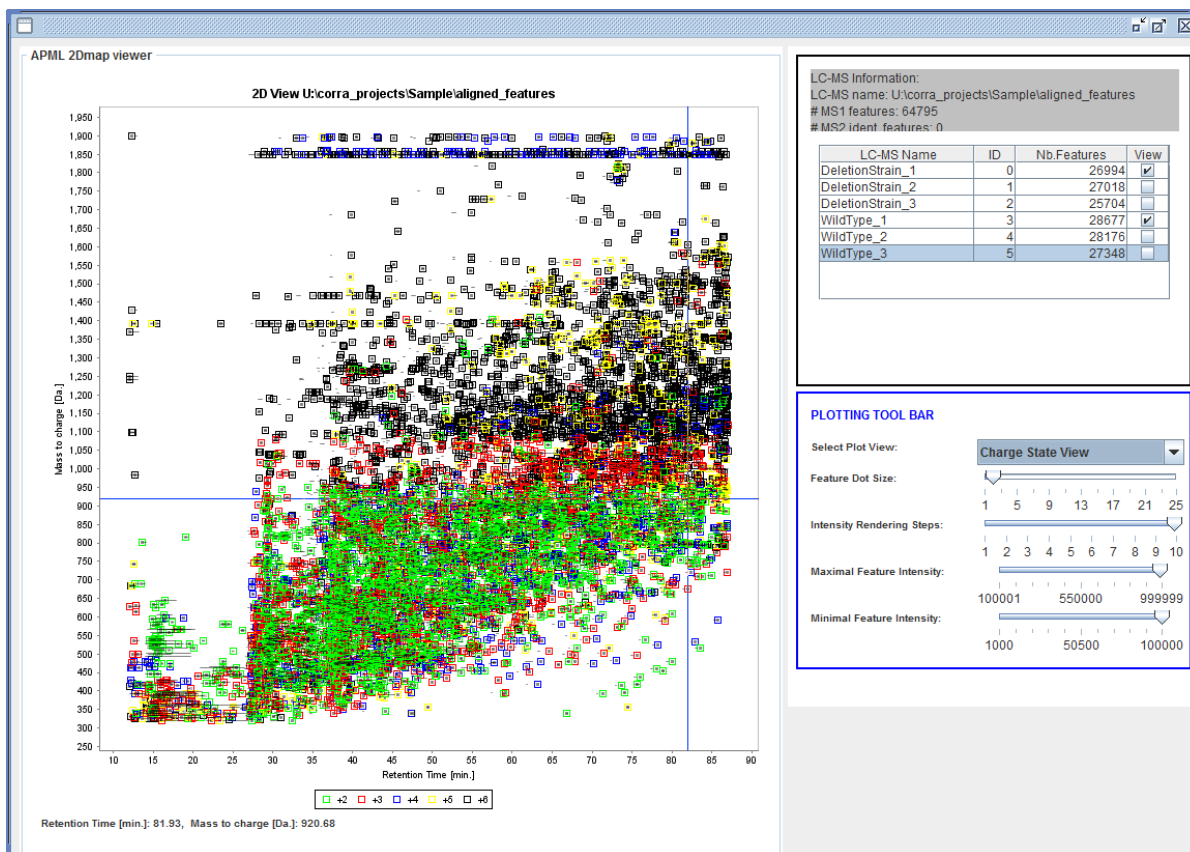 APML 2Dmap viewer
2D View U:\corra_projects\Sample\aligned_features
1,950
1,900
1,850
1,800
1,750
1,700
1,650
1,600
1,550
1,500
1,450
1,400
1,350
1,300
1,250
1,200
1,150
1,100
1,050
1,000
950
900
850
800
750
700
650
600
550
500
450
400
350
300
250
Mass to charge [Da.]
10 15 20 25 30 35 40 45 50 55 60 65 70 75 80 85 90
Retention Time [min.]
+2 +3 +4 +5 +6
Retention Time [min.]: 81.93, Mass to charge [Da.]: 920.68
LC-MS Information:
LC-MS name: U:\corra_projects\Sample\aligned_features
# MS1 features: 64795
# MS2 ident. features: 0
LC-MS Name ID Nb.Features View
DeletionStrain_1 0 26994
DeletionStrain_2 1 27018
DeletionStrain_3 2 25704
WildType_1 3 28677
WildType_2 4 28176
WildType_3 5 27348
PLOTTING TOOL BAR
Select Plot View: Charge State View
Feature Dot Size:
1 5 9 13 17 21 25
Intensity Rendering Steps:
1 2 3 4 5 6 7 8 9 10
Maximal Feature Intensity:
100001 550000 999999
Minimal Feature Intensity:
1000 50500 100000